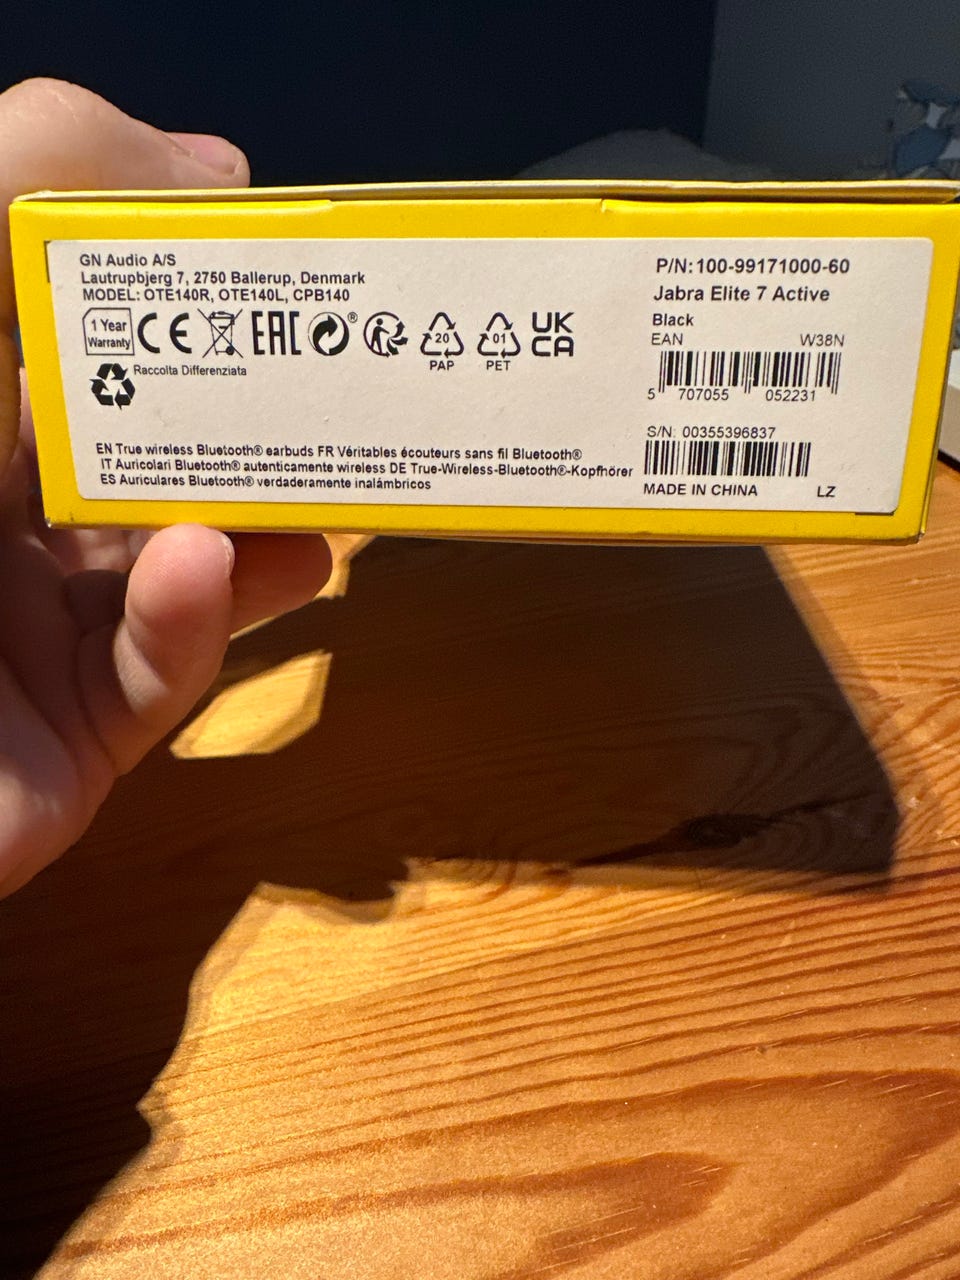 GN Audio A/S
Lautrupbjerg 7, 2750 Ballerup, Denmark
MODEL: OTE140R, OTE140L, CPB140
1 Year
Warranty
CE
EAC
®
20
PAP
01
PET
UK
CA
Raccolta Differenziata
EN True wireless Bluetooth® earbuds FR Véritables écouteurs sans fil Bluetooth®
IT Auricolari Bluetooth® autenticamente wireless DE True-Wireless-Bluetooth®-Kopfhörer
ES Auriculares Bluetooth® verdaderamente inalámbricos
P/N: 100-99171000-60
Jabra Elite 7 Active
Black
EAN W38N
5 707055 052231
S/N: 00355396837
MADE IN CHINA LZ